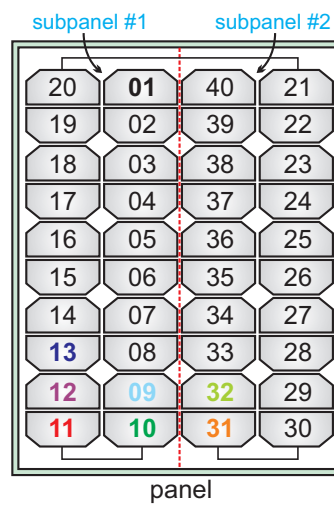 subpanel #1 subpanel #2
20 01 40 21
19 02 39 22
18 03 38 23
17 04 37 24
16 05 36 25
15 06 35 26
14 07 34 27
13 08 33 28
12 09 32 29
11 10 31 30
panel